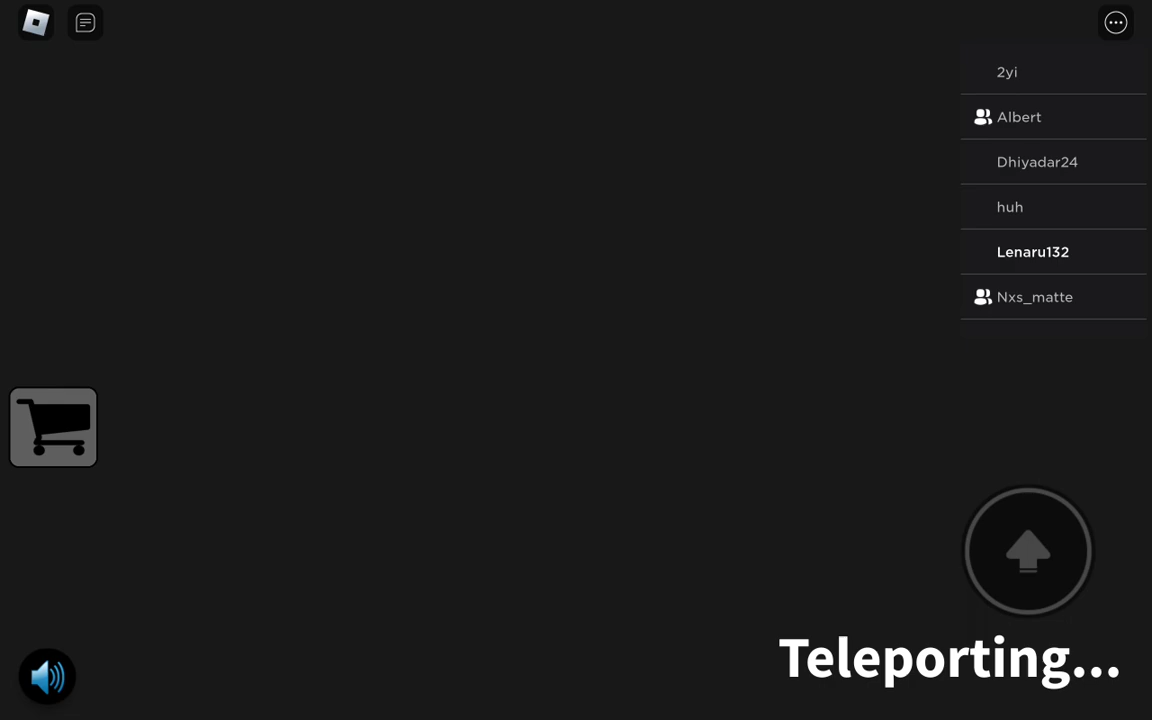 2yi
Albert
Dhiyadar24
huh
Lenaru132
Nxs_matte
Teleporting...